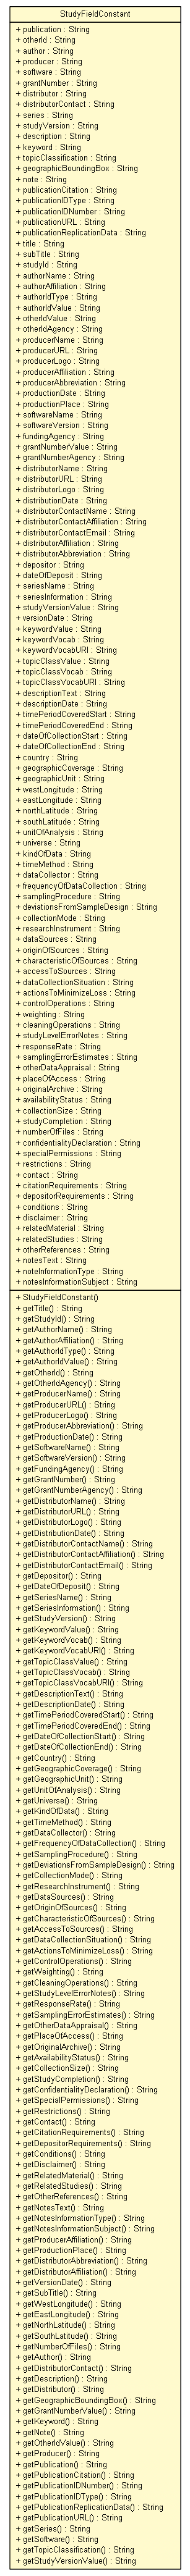 StudyFieldConstant
+ publication : String
+ otherId : String
+ author : String
+ producer : String
+ software : String
+ grantNumber : String
+ distributor : String
+ distributorContact : String
+ series : String
+ studyVersion : String
+ description : String
+ keyword : String
+ topicClassification : String
+ geographicBoundingBox : String
+ note : String
+ publicationCitation : String
+ publicationIDType : String
+ publicationIDNumber : String
+ publicationURL : String
+ publicationReplicationData : String
+ title : String
+ subTitle : String
+ studyId : String
+ authorName : String
+ authorAffiliation : String
+ authorIdType : String
+ authorIdValue : String
+ otherIdValue : String
+ otherIdAgency : String
+ producerName : String
+ producerURL : String
+ producerLogo : String
+ producerAffiliation : String
+ producerAbbreviation : String
+ productionDate : String
+ productionPlace : String
+ softwareName : String
+ softwareVersion : String
+ fundingAgency : String
+ grantNumberValue : String
+ grantNumberAgency : String
+ distributorName : String
+ distributorURL : String
+ distributorLogo : String
+ distributionDate : String
+ distributorContactName : String
+ distributorContactAffiliation : String
+ distributorContactEmail : String
+ distributorAffiliation : String
+ distributorAbbreviation : String
+ depositor : String
+ dateOfDeposit : String
+ seriesName : String
+ seriesInformation : String
+ studyVersionValue : String
+ versionDate : String
+ keywordValue : String
+ keywordVocab : String
+ keywordVocabURI : String
+ topicClassValue : String
+ topicClassVocab : String
+ topicClassVocabURI : String
+ descriptionText : String
+ descriptionDate : String
+ timePeriodCoveredStart : String
+ timePeriodCoveredEnd : String
+ dateOfCollectionStart : String
+ dateOfCollectionEnd : String
+ country : String
+ geographicCoverage : String
+ geographicUnit : String
+ westLongitude : String
+ eastLongitude : String
+ northLatitude : String
+ southLatitude : String
+ unitOfAnalysis : String
+ universe : String
+ kindOfData : String
+ timeMethod : String
+ dataCollector : String
+ frequencyOfDataCollection : String
+ samplingProcedure : String
+ deviationsFromSampleDesign : String
+ collectionMode : String
+ researchInstrument : String
+ dataSources : String
+ originOfSources : String
+ characteristicOfSources : String
+ accessToSources : String
+ dataCollectionSituation : String
+ actionsToMinimizeLoss : String
+ controlOperations : String
+ weighting : String
+ cleaningOperations : String
+ studyLevelErrorNotes : String
+ responseRate : String
+ samplingErrorEstimates : String
+ otherDataAppraisal : String
+ placeOfAccess : String
+ originalArchive : String
+ availabilityStatus : String
+ collectionSize : String
+ studyCompletion : String
+ numberOfFiles : String
+ confidentialityDeclaration : String
+ specialPermissions : String
+ restrictions : String
+ contact : String
+ citationRequirements : String
+ depositorRequirements : String
+ conditions : String
+ disclaimer : String
+ relatedMaterial : String
+ relatedStudies : String
+ otherReferences : String
+ notesText : String
+ noteInformationType : String
+ notesInformationSubject : String
+ StudyFieldConstant()
+ getTitle() : String
+ getStudyId() : String
+ getAuthorName() : String
+ getAuthorAffiliation() : String
+ getAuthorIdType() : String
+ getAuthorIdValue() : String
+ getOtherId() : String
+ getOtherIdAgency() : String
+ getProducerName() : String
+ getProducerURL() : String
+ getProducerLogo() : String
+ getProducerAbbreviation() : String
+ getProductionDate() : String
+ getSoftwareName() : String
+ getSoftwareVersion() : String
+ getFundingAgency() : String
+ getGrantNumber() : String
+ getGrantNumberAgency() : String
+ getDistributorName() : String
+ getDistributorURL() : String
+ getDistributorLogo() : String
+ getDistributionDate() : String
+ getDistributorContactName() : String
+ getDistributorContactAffiliation() : String
+ getDistributorContactEmail() : String
+ getDepositor() : String
+ getDateOfDeposit() : String
+ getSeriesName() : String
+ getSeriesInformation() : String
+ getStudyVersion() : String
+ getKeywordValue() : String
+ getKeywordVocab() : String
+ getKeywordVocabURI() : String
+ getTopicClassValue() : String
+ getTopicClassVocab() : String
+ getTopicClassVocabURI() : String
+ getDescriptionText() : String
+ getDescriptionDate() : String
+ getTimePeriodCoveredStart() : String
+ getTimePeriodCoveredEnd() : String
+ getDateOfCollectionStart() : String
+ getDateOfCollectionEnd() : String
+ getCountry() : String
+ getGeographicCoverage() : String
+ getGeographicUnit() : String
+ getUnitOfAnalysis() : String
+ getUniverse() : String
+ getKindOfData() : String
+ getTimeMethod() : String
+ getDataCollector() : String
+ getFrequencyOfDataCollection() : String
+ getSamplingProcedure() : String
+ getDeviationsFromSampleDesign() : String
+ getCollectionMode() : String
+ getResearchInstrument() : String
+ getDataSources() : String
+ getOriginOfSources() : String
+ getCharacteristicOfSources() : String
+ getAccessToSources() : String
+ getDataCollectionSituation() : String
+ getActionsToMinimizeLoss() : String
+ getControlOperations() : String
+ getWeighting() : String
+ getCleaningOperations() : String
+ getStudyLevelErrorNotes() : String
+ getResponseRate() : String
+ getSamplingErrorEstimates() : String
+ getOtherDataAppraisal() : String
+ getPlaceOfAccess() : String
+ getOriginalArchive() : String
+ getAvailabilityStatus() : String
+ getCollectionSize() : String
+ getStudyCompletion() : String
+ getConfidentialityDeclaration() : String
+ getSpecialPermissions() : String
+ getRestrictions() : String
+ getContact() : String
+ getCitationRequirements() : String
+ getDepositorRequirements() : String
+ getConditions() : String
+ getDisclaimer() : String
+ getRelatedMaterial() : String
+ getRelatedStudies() : String
+ getOtherReferences() : String
+ getNotesText() : String
+ getNotesInformationType() : String
+ getNotesInformationSubject() : String
+ getProducerAffiliation() : String
+ getProductionPlace() : String
+ getDistributorAbbreviation() : String
+ getDistributorAffiliation() : String
+ getVersionDate() : String
+ getSubTitle() : String
+ getWestLongitude() : String
+ getEastLongitude() : String
+ getNorthLatitude() : String
+ getSouthLatitude() : String
+ getNumberOfFiles() : String
+ getAuthor() : String
+ getDistributorContact() : String
+ getDescription() : String
+ getDistributor() : String
+ getGeographicBoundingBox() : String
+ getGrantNumberValue() : String
+ getKeyword() : String
+ getNote() : String
+ getOtherIdValue() : String
+ getProducer() : String
+ getPublication() : String
+ getPublicationCitation() : String
+ getPublicationIDNumber() : String
+ getPublicationIDType() : String
+ getPublicationReplicationData() : String
+ getPublicationURL() : String
+ getSeries() : String
+ getSoftware() : String
+ getTopicClassification() : String
+ getStudyVersionValue() : String